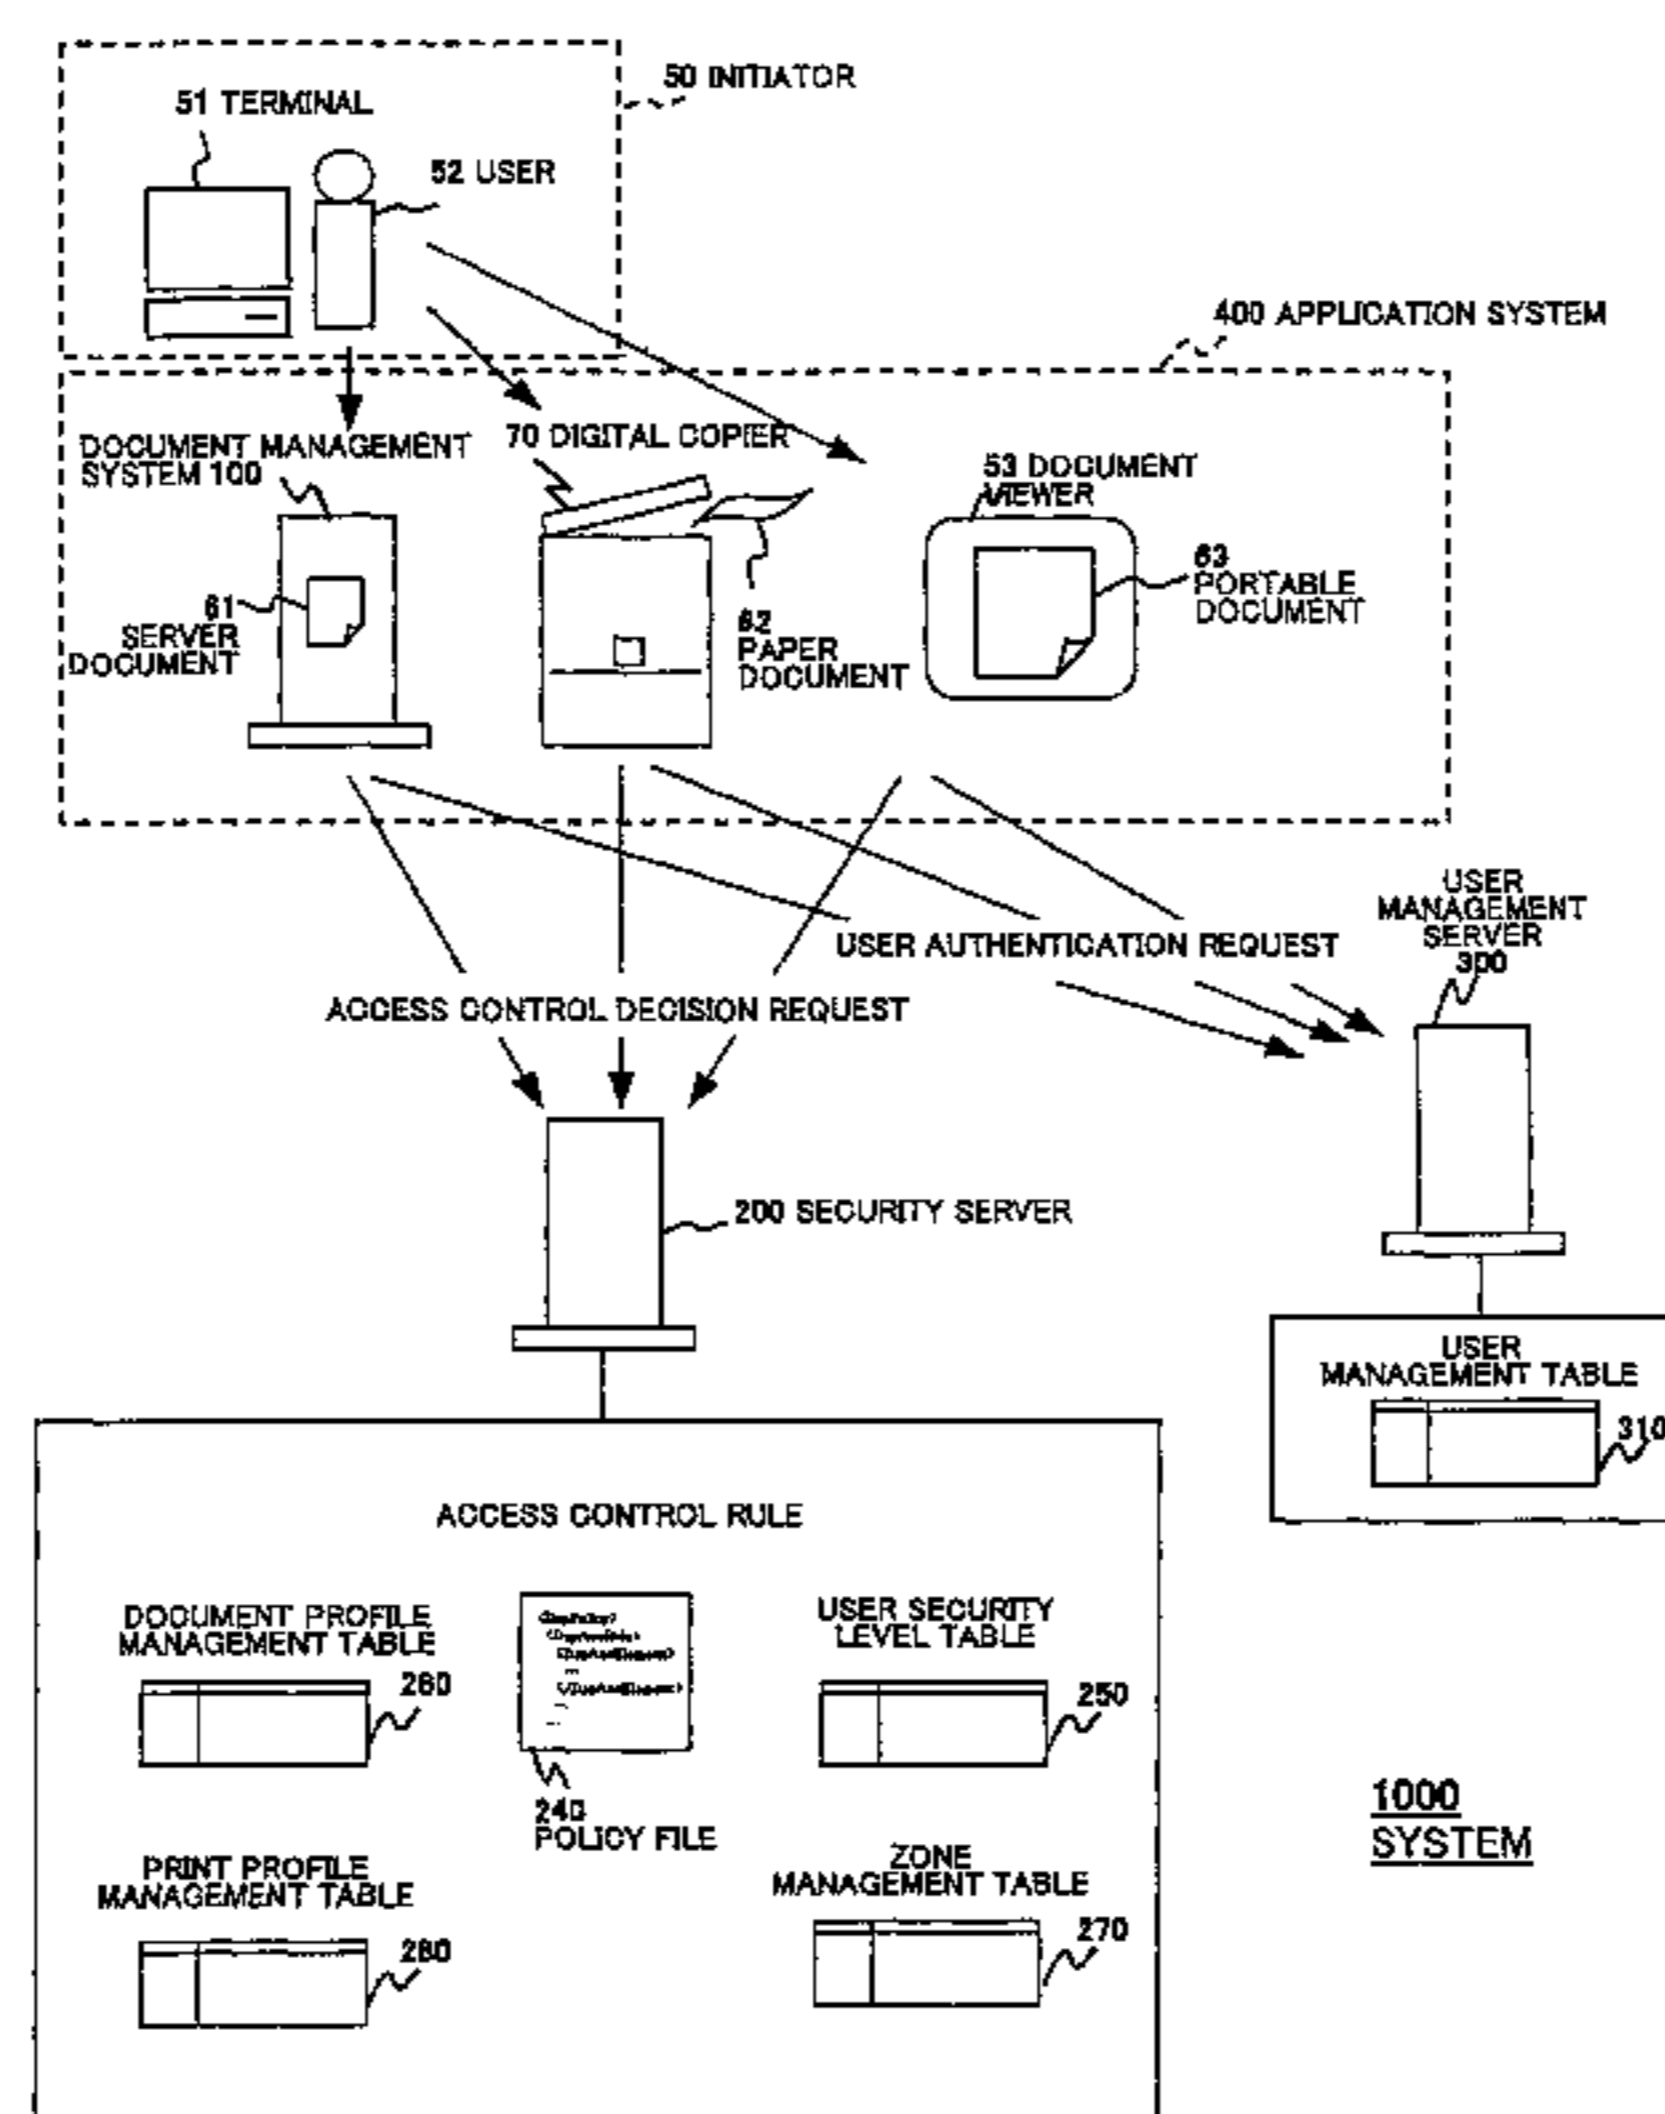 50 INITIATOR
51 TERMINAL
52 USER
400 APPLICATION SYSTEM
DOCUMENT MANAGEMENT
SYSTEM 100
70 DIGITAL COPIER
53 DOCUMENT
VIEWER
61
SERVER
DOCUMENT
62
PAPER
DOCUMENT
63
PORTABLE
DOCUMENT
USER AUTHENTICATION REQUEST
ACCESS CONTROL DECISION REQUEST
USER
MANAGEMENT
SERVER
300
200 SECURITY SERVER
USER
MANAGEMENT TABLE
310
ACCESS CONTROL RULE
DOCUMENT PROFILE
MANAGEMENT TABLE
260
240
POLICY FILE
USER SECURITY
LEVEL TABLE
250
PRINT PROFILE
MANAGEMENT TABLE
280
ZONE
MANAGEMENT TABLE
270
1000
SYSTEM